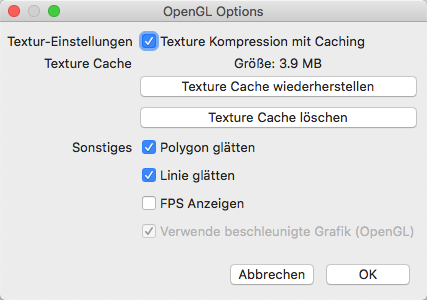 OpenGL Options
Textur-Einstellungen Texture Kompression mit Caching
Texture Cache Größe: 3.9 MB
Texture Cache wiederherstellen
Texture Cache löschen
Sonstiges Polygon glätten
Linie glätten
FPS Anzeigen
Verwende beschleunigte Grafik (OpenGL)
Abbrechen OK